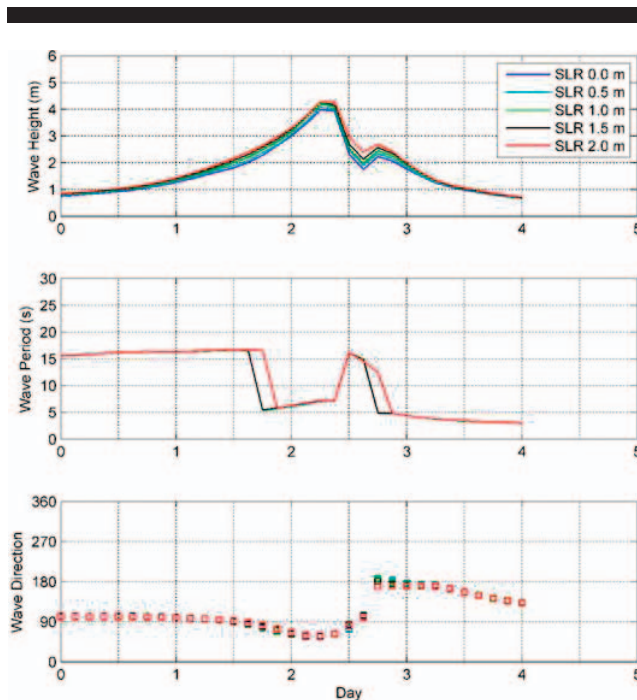 6
5
4
3
2
1
0
Wave Height (m)
SLR 0.0 m
SLR 0.5 m
SLR 1.0 m
SLR 1.5 m
SLR 2.0 m
0 1 2 3 4 5
30
25
20
15
10
5
0
Wave Period (s)
0 1 2 3 4 5
360
270
180
90
0
Wave Direction
0 1 2 3 4 5
Day